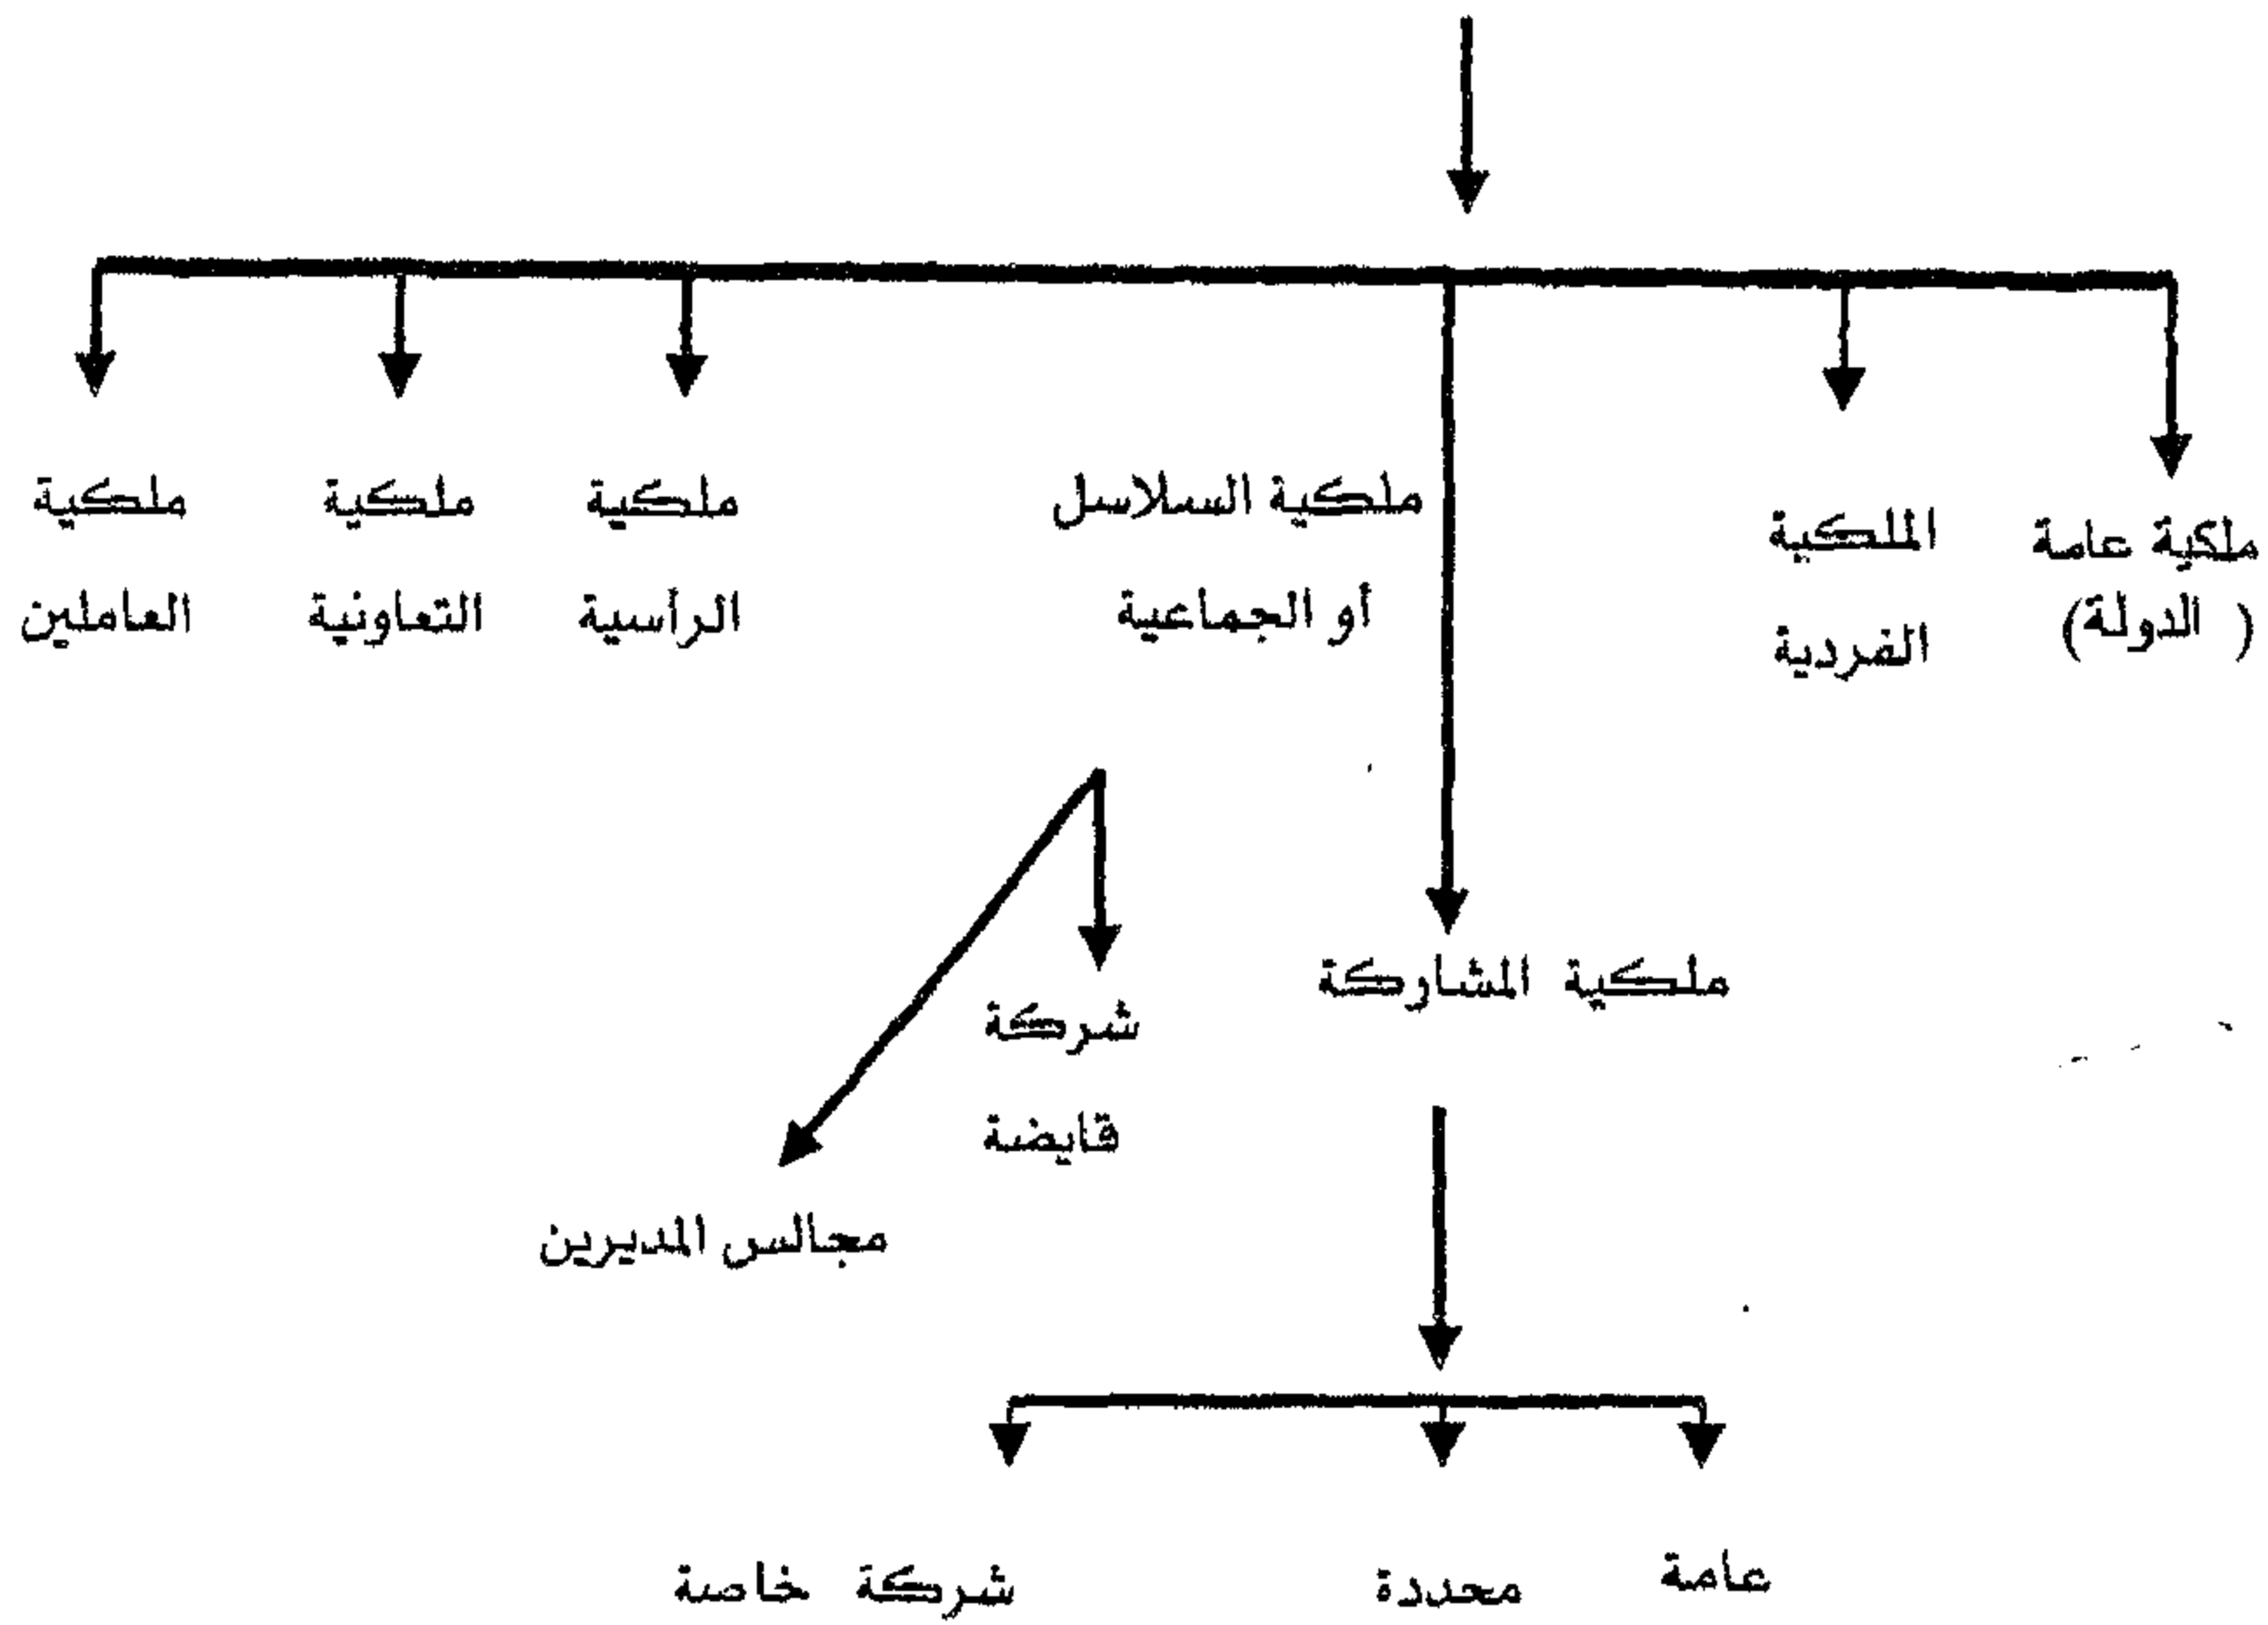 ملكية عامة
( الدولة)
الملكية
الفردية
ملكية السلاسل
أو الجماعية
ملكية
الرأسية
ملكية
التعاونية
ملكية
العاملين
ملكية المشاركة
شركة
قايضة
مجالس المديرين
عامة
محددة
شركة خاصة